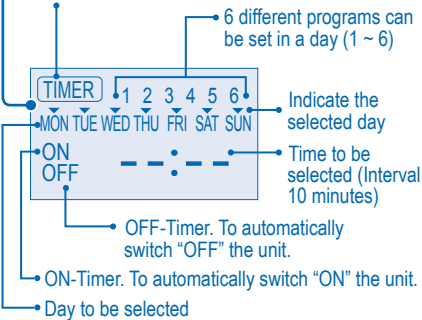 6 different programs can
be set in a day (1 ~ 6)
TIMER 1 2 3 4 5 6
MON TUE WED THU FRI SAT SUN
Indicate the
selected day
ON
OFF
--:--
Time to be
selected (Interval
10 minutes)
OFF-Timer. To automatically
switch “OFF” the unit.
ON-Timer. To automatically switch “ON” the unit.
Day to be selected